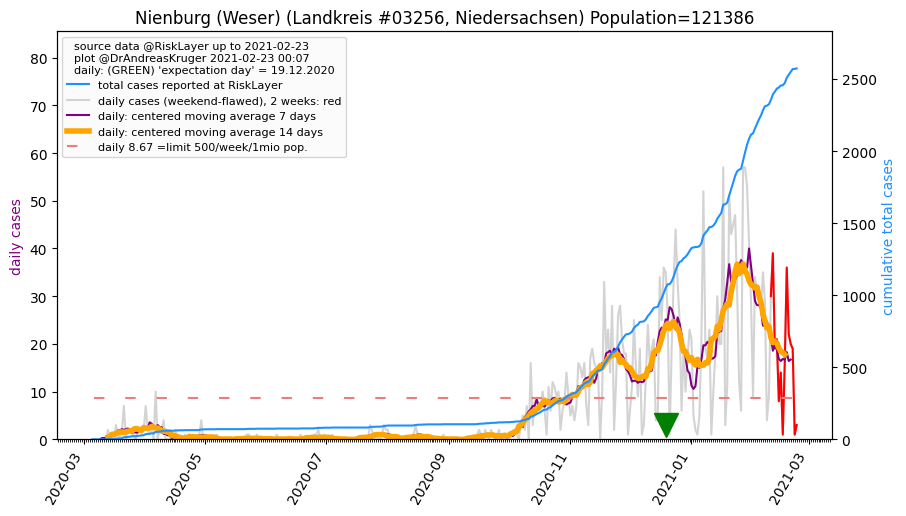 Nienburg (Weser) (Landkreis #03256, Niedersachsen) Population=121386
source data @RiskLayer up to 2021-02-23
plot @DrAndreasKruger 2021-02-23 00:07
daily: (GREEN) 'expectation day' = 19.12.2020
total cases reported at RiskLayer
daily cases (weekend-flawed), 2 weeks: red
daily: centered moving average 7 days
daily: centered moving average 14 days
daily 8.67 =limit 500/week/1mio pop.
daily cases
80
70
60
50
40
30
20
10
0
cumulative total cases
2500
2000
1500
1000
500
0
2020-03
2020-05
2020-07
2020-09
2020-11
2021-01
2021-03